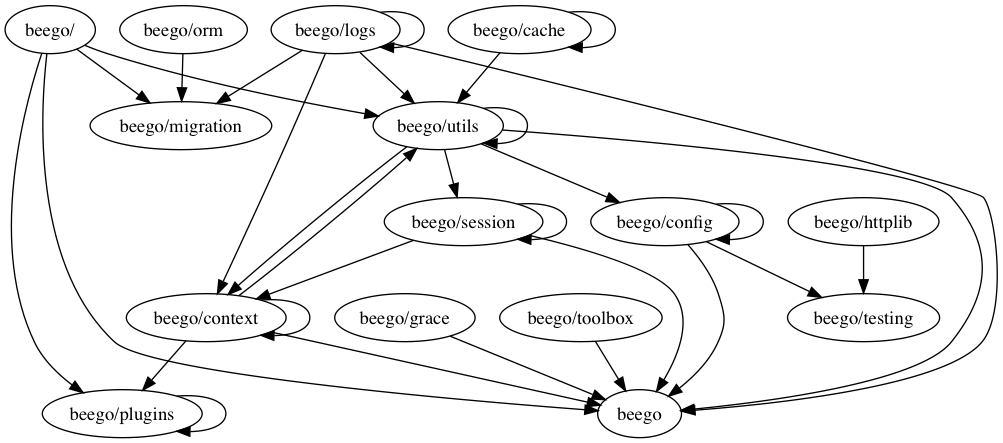 beego/
beego/orm
beego/logs
beego/cache
beego/migration
beego/utils
beego/session
beego/config
beego/httplib
beego/context
beego/grace
beego/toolbox
beego/testing
beego/plugins
beego